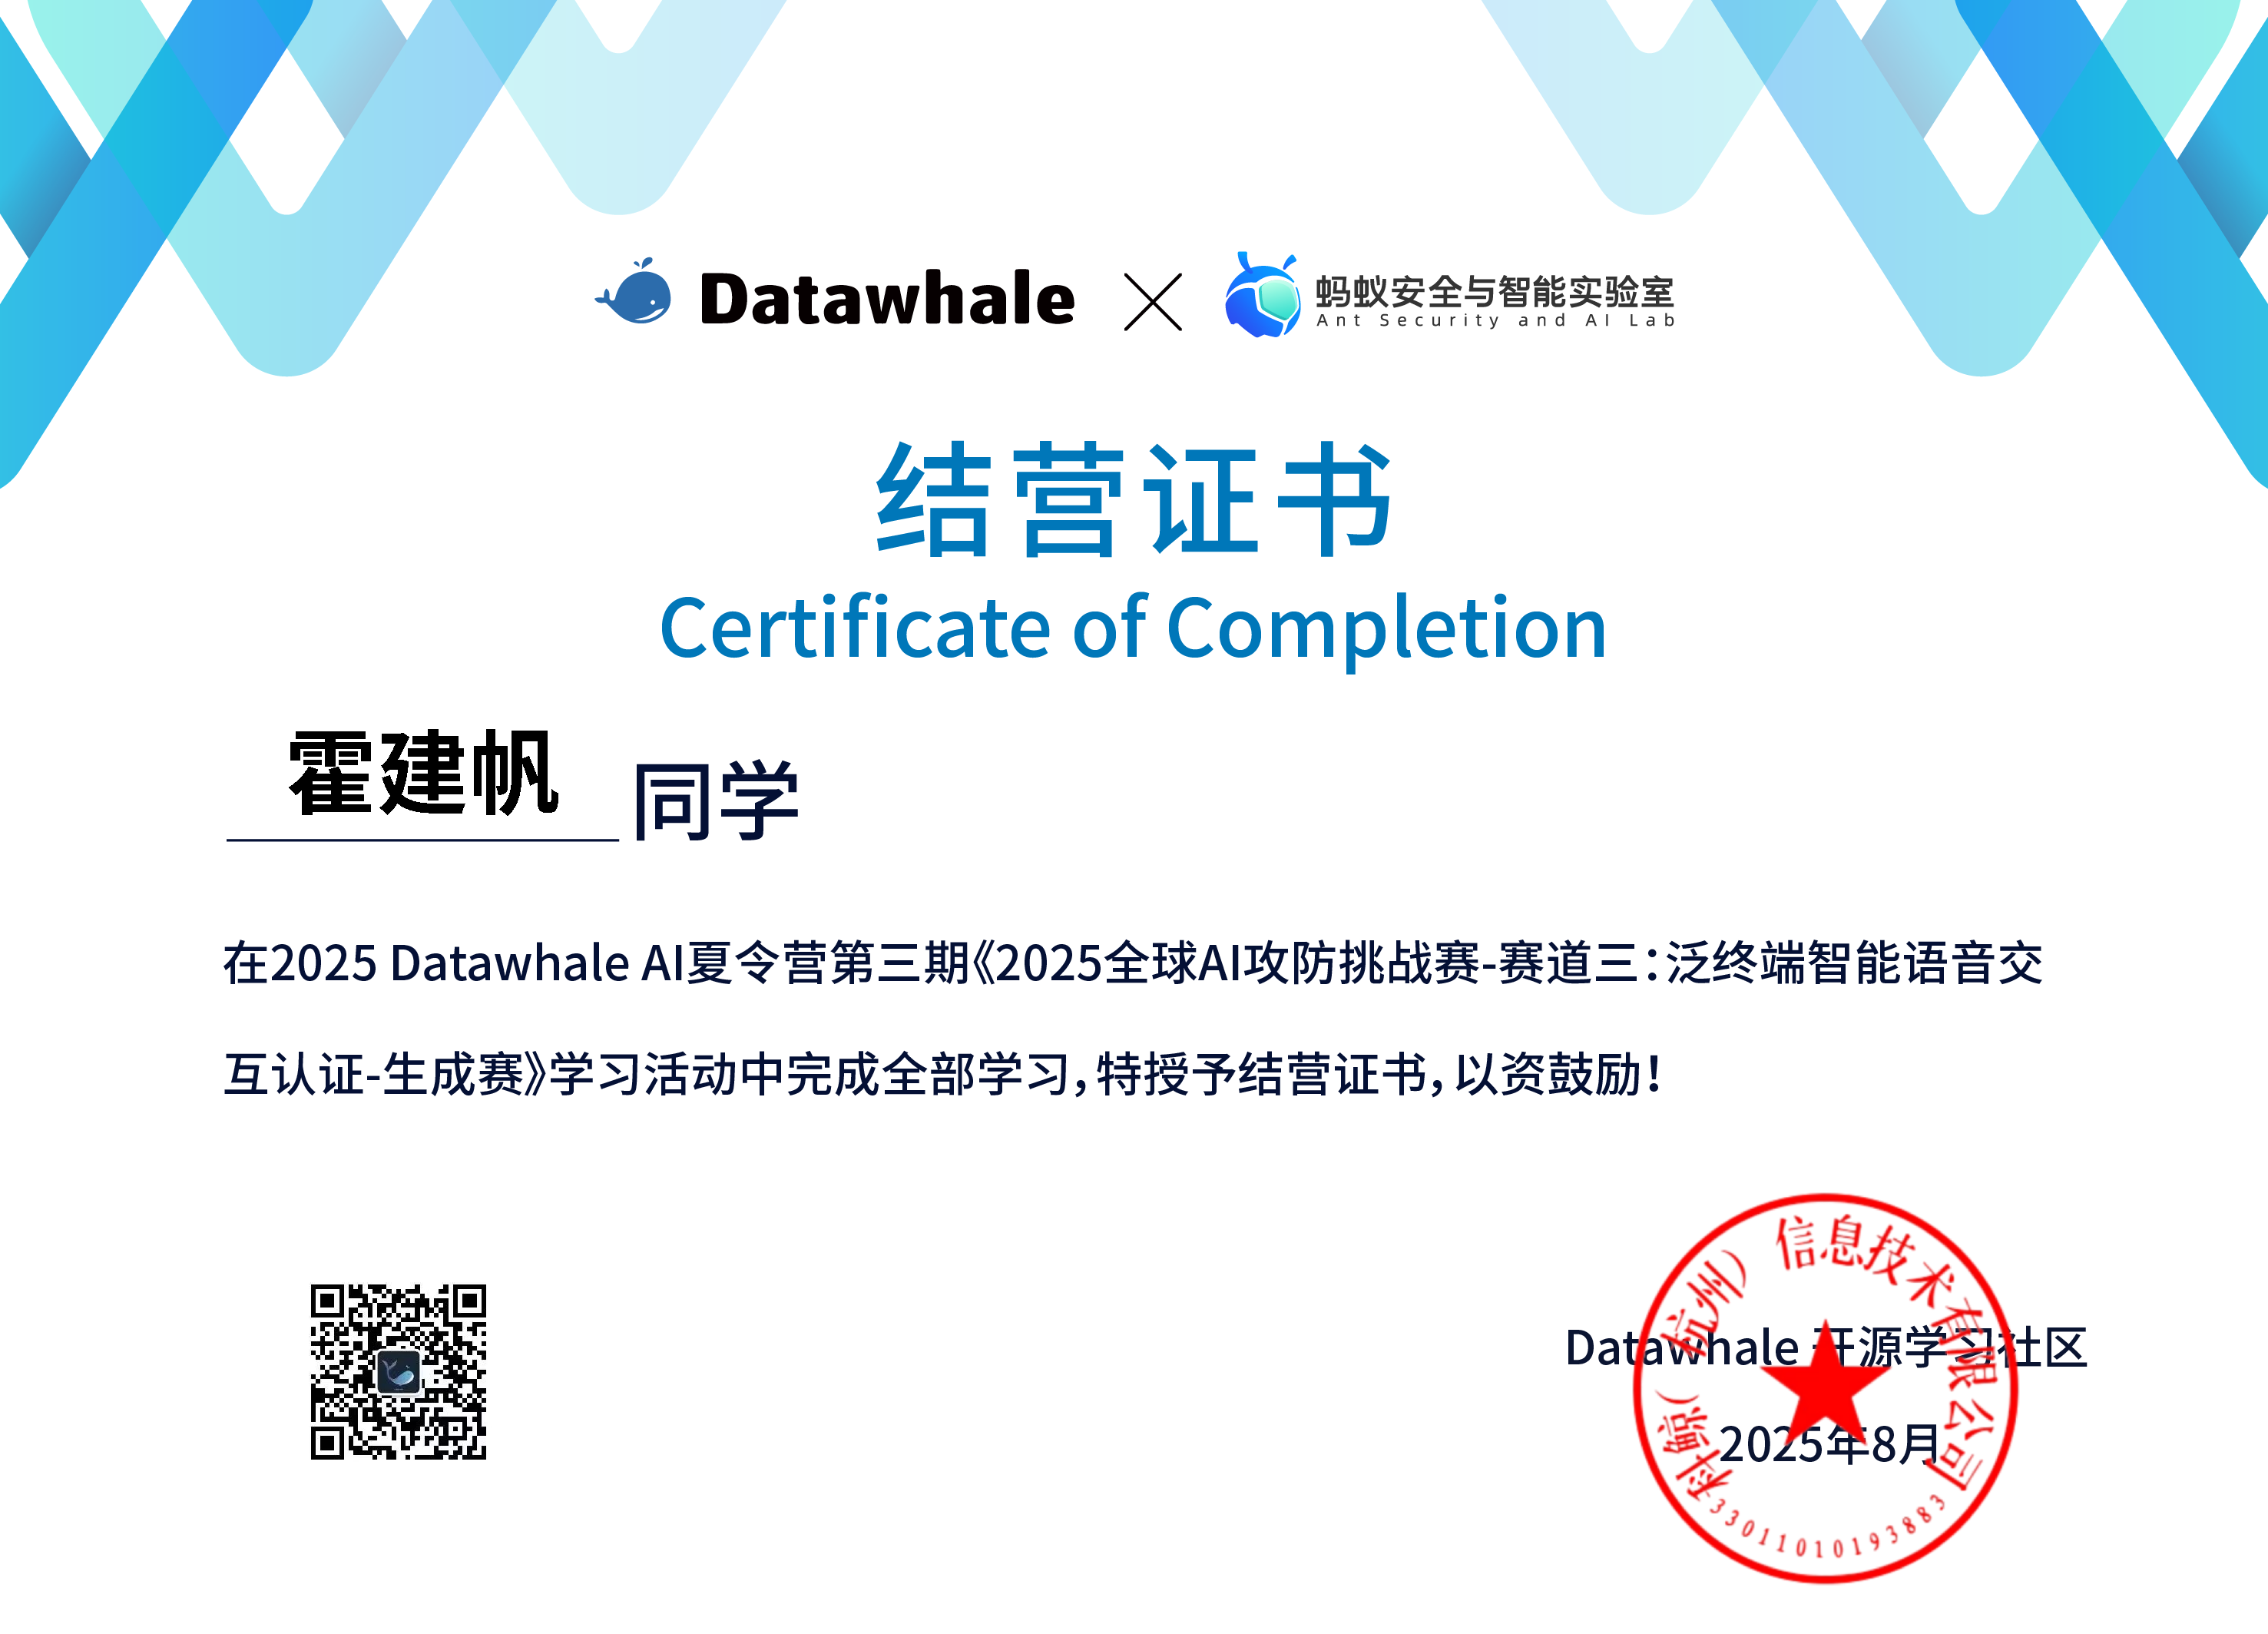 Datawhale
蚂蚁安全与智能实验室
Ant Security and AI Lab
结营证书
Certificate of Completion
霍建帆 同学
在2025 Datawhale AI夏令营第三期《2025全球AI攻防挑战赛-赛道三：泛终端智能语音交
互认证-生成赛》学习活动中完成全部学习，特授予结营证书，以资鼓励！
Datawhale 开源学习社区
2025年8月
科鲸（杭州）信息技术有限公司
33011010193883